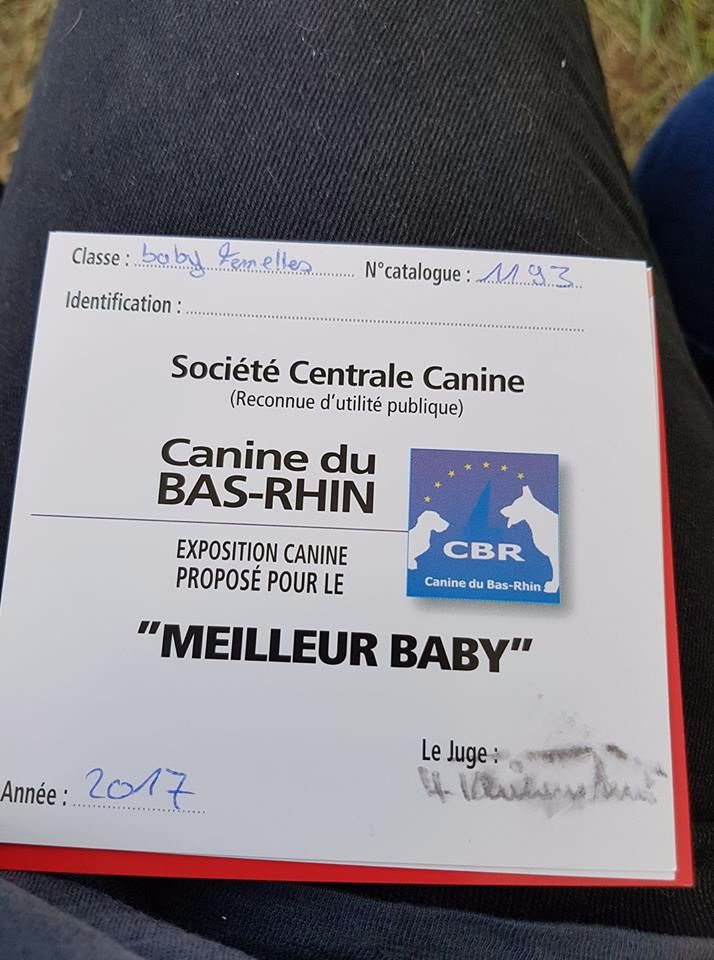 Classe : baby femelles N°catalogue : 1193
Identification :
Société Centrale Canine
(Reconnue d'utilité publique)
Canine du
BAS-RHIN
CBR
Canine du Bas-Rhin
EXPOSITION CANINE
PROPOSÉ POUR LE
"MEILLEUR BABY"
Le Juge :
Année : 2017